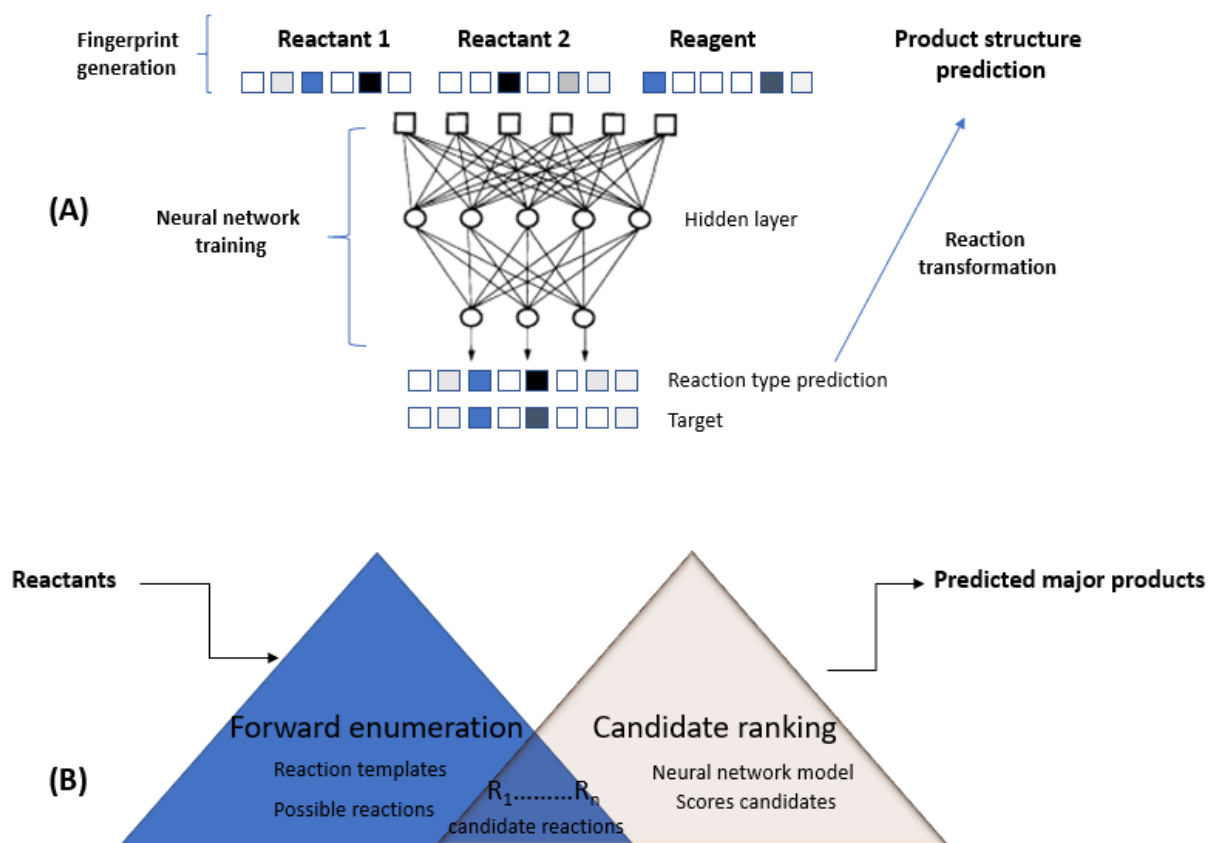 Fingerprint
generation
Reactant 1
Reactant 2
Reagent
Product structure
prediction
(A)
Neural network
training
Hidden layer
Reaction
transformation
Reaction type prediction
Target
Reactants
Predicted major products
Forward enumeration
Candidate ranking
(B)
Reaction templates
Possible reactions
R₁.........Rₙ
candidate reactions
Neural network model
Scores candidates